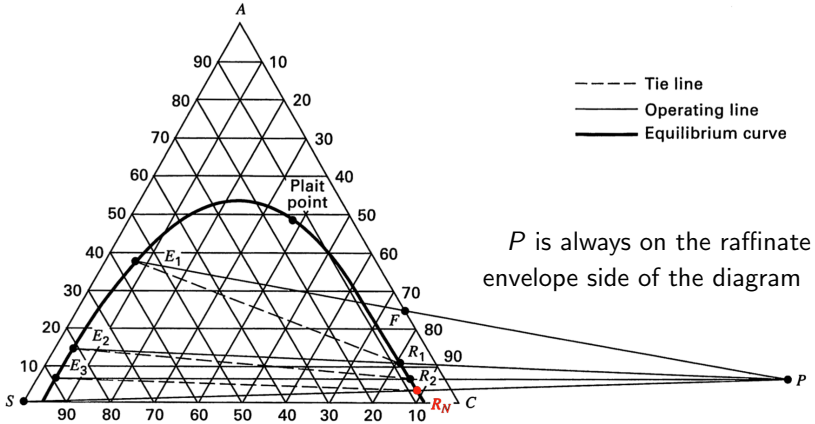 A
90 10
80 20
70 30
60 40
Plait
point
50 50
40 E₁ 60
30 70
F
20 E₂ 80
R₁ 90
10 E₃ R₂
S R_N C
90 80 70 60 50 40 30 20 10
P
Tie line
Operating line
Equilibrium curve
P is always on the raffinate
envelope side of the diagram